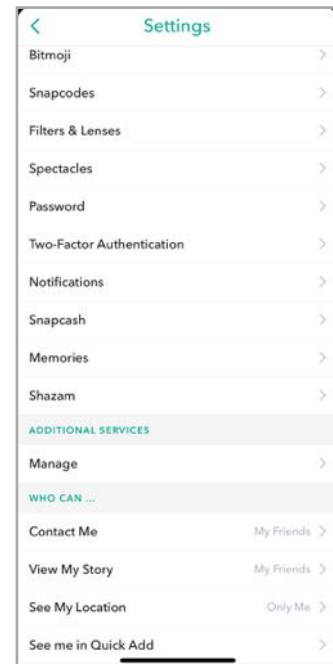 Settings
Bitmoji
Snapcodes
Filters & Lenses
Spectacles
Password
Two-Factor Authentication
Notifications
Snapcash
Memories
Shazam
ADDITIONAL SERVICES
Manage
WHO CAN ...
Contact Me My Friends
View My Story My Friends
See My Location Only Me
See me in Quick Add